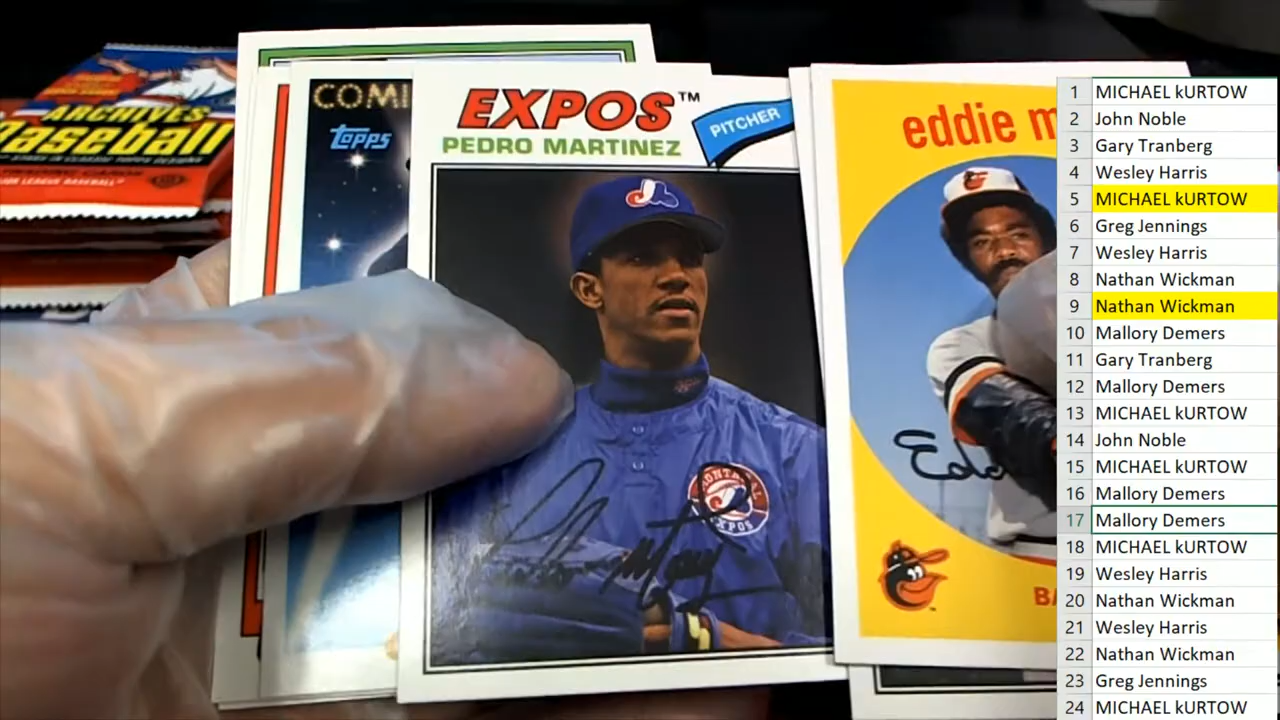 ARCHIVES
Baseball
COMI
TOPPS
EXPOS™
PITCHER
PEDRO MARTINEZ
MONTREAL
EXPOS
eddie m
Edd
BA
1 MICHAEL kURTOW
2 John Noble
3 Gary Tranberg
4 Wesley Harris
5 MICHAEL kURTOW
6 Greg Jennings
7 Wesley Harris
8 Nathan Wickman
9 Nathan Wickman
10 Mallory Demers
11 Gary Tranberg
12 Mallory Demers
13 MICHAEL kURTOW
14 John Noble
15 MICHAEL kURTOW
16 Mallory Demers
17 Mallory Demers
18 MICHAEL kURTOW
19 Wesley Harris
20 Nathan Wickman
21 Wesley Harris
22 Nathan Wickman
23 Greg Jennings
24 MICHAEL kURTOW